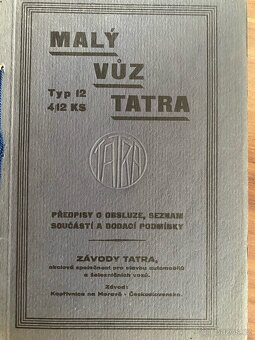 MALÝ
VŮZ
Typ 12
4/12 KS
TATRA
TATRA
PŘEDPISY O OBSLUZE, SEZNAM
SOUČÁSTÍ A DODACÍ PODMÍNKY
ZÁVODY TATRA,
akciová společnost pro stavbu automobilů
a železničních vozů.
Závod:
Kopřivnice na Moravě - Československo.